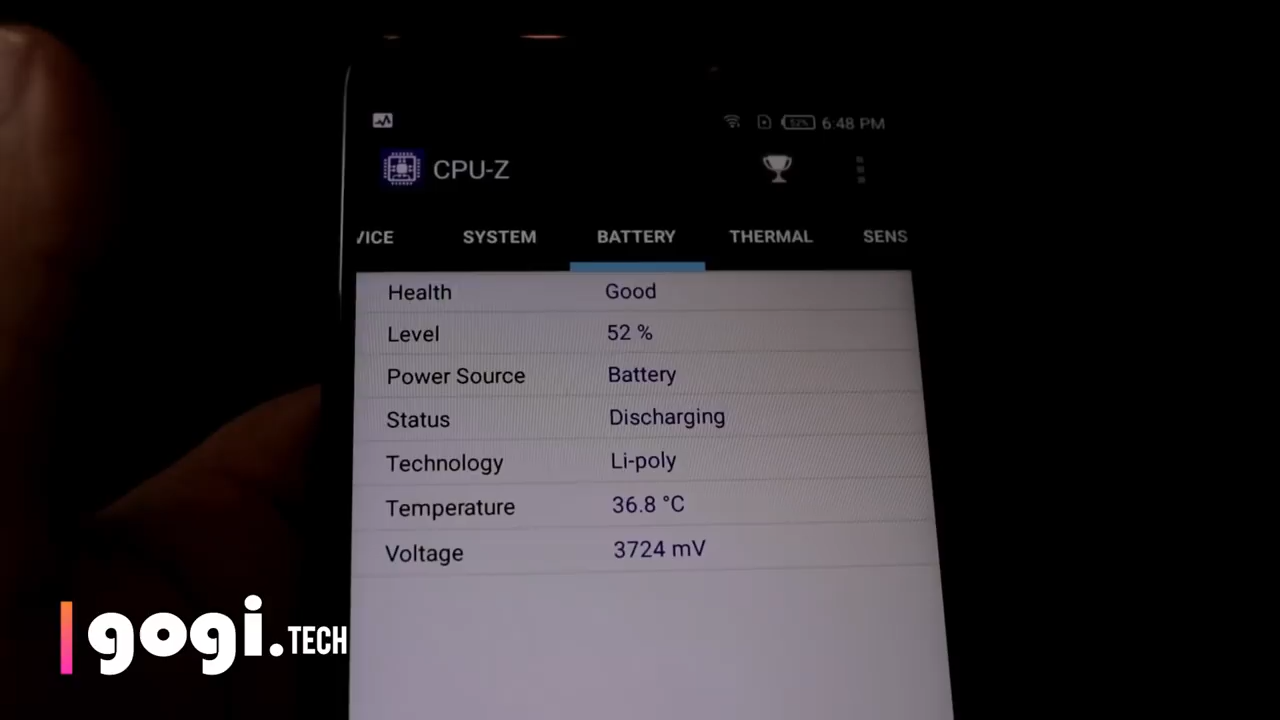 52% 6:48 PM
CPU-Z
VICE SYSTEM BATTERY THERMAL SENS
Health Good
Level 52 %
Power Source Battery
Status Discharging
Technology Li-poly
Temperature 36.8 °C
Voltage 3724 mV
gogi.TECH